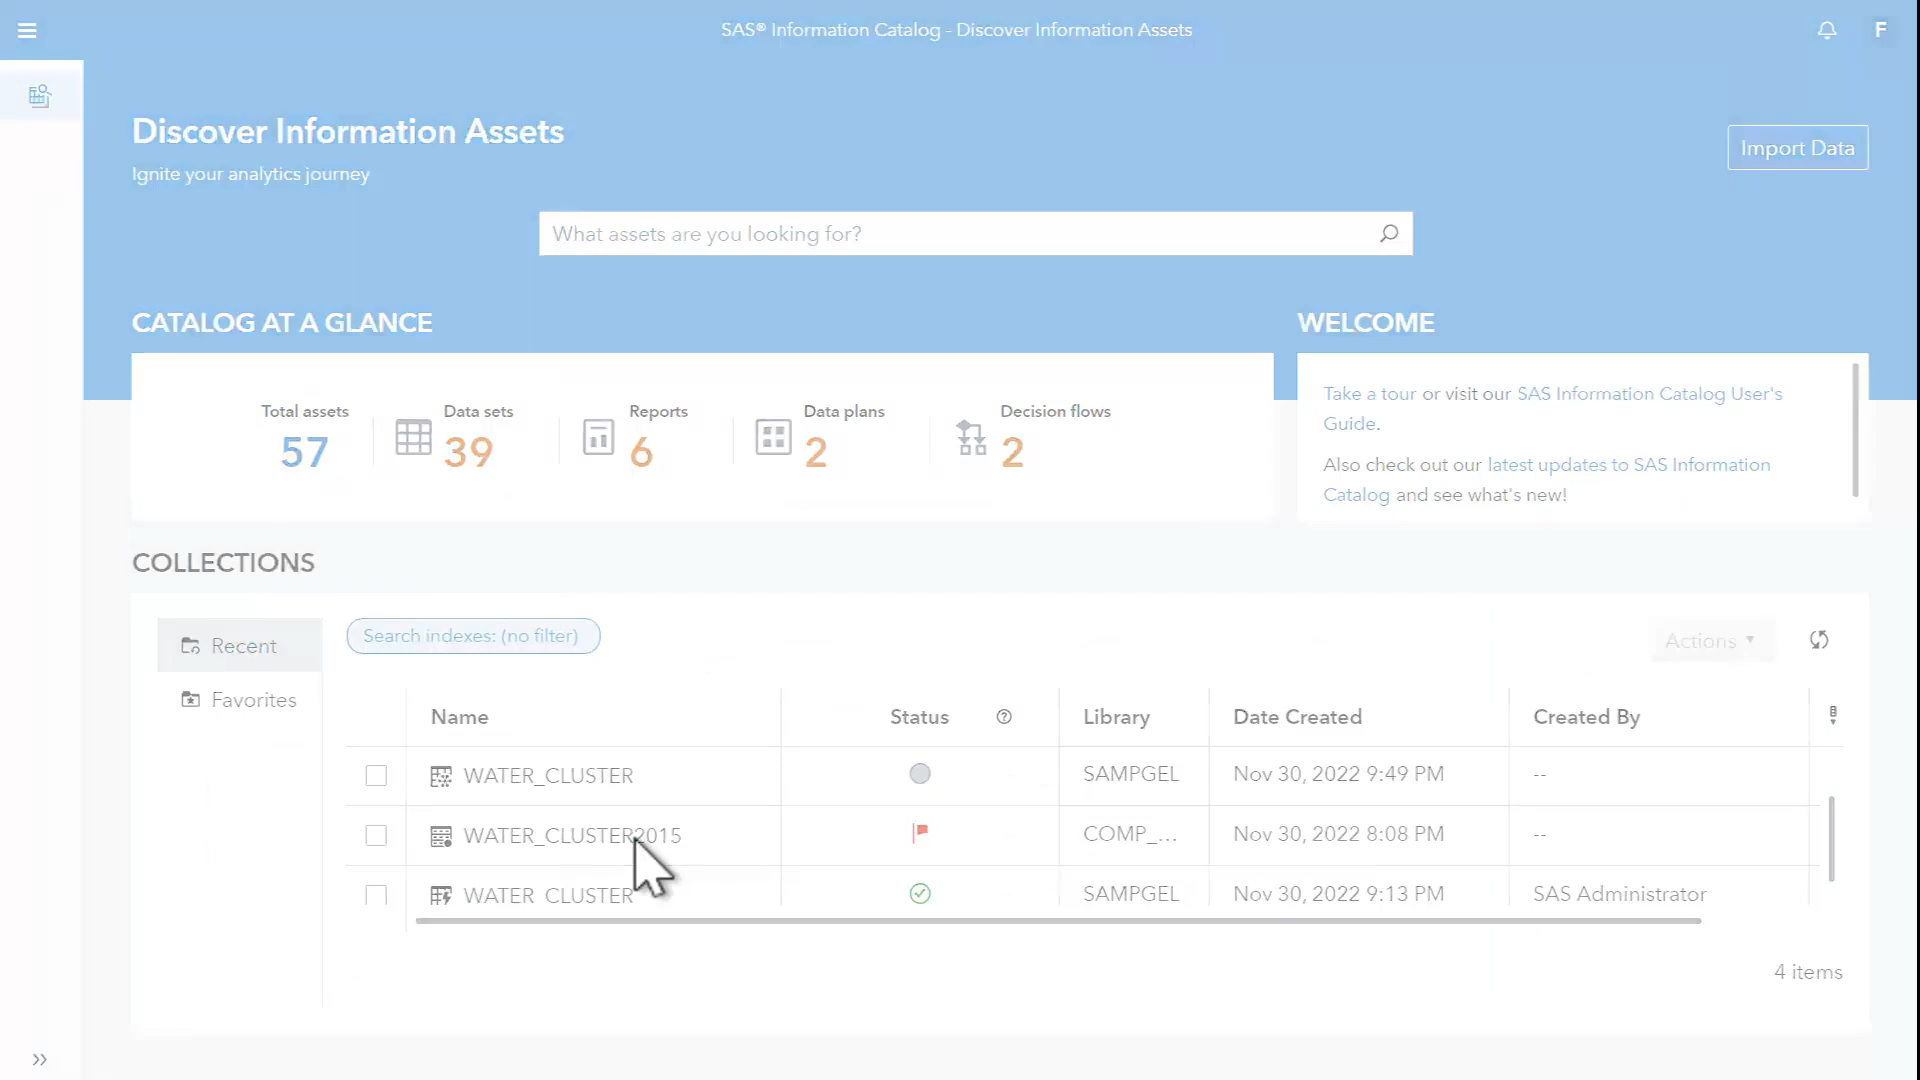 SAS® Information Catalog - Discover Information Assets
F
Discover Information Assets
Ignite your analytics journey
Import Data
What assets are you looking for?
CATALOG AT A GLANCE
WELCOME
Total assets
57
Data sets
39
Reports
6
Data plans
2
Decision flows
2
Take a tour or visit our SAS Information Catalog User's
Guide.
Also check out our latest updates to SAS Information
Catalog and see what's new!
COLLECTIONS
Recent
Favorites
Search indexes: (no filter)
Actions
Name Status Library Date Created Created By
WATER_CLUSTER SAMPGEL Nov 30, 2022 9:49 PM --
WATER_CLUSTER2015 COMP_... Nov 30, 2022 8:08 PM --
WATER_CLUSTER SAMPGEL Nov 30, 2022 9:13 PM SAS Administrator
4 items